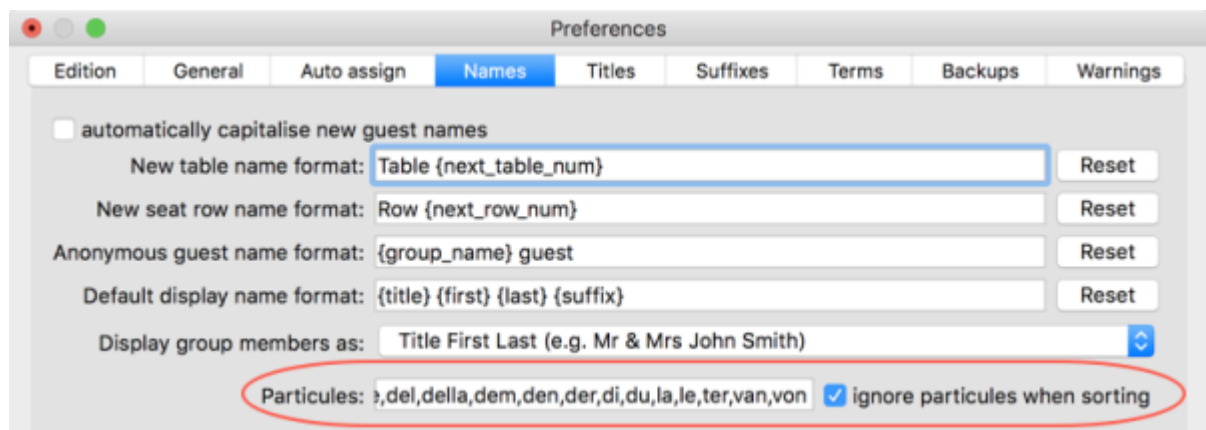 Preferences
Edition General Auto assign Names Titles Suffixes Terms Backups Warnings
automatically capitalise new guest names
New table name format: Table {next_table_num} Reset
New seat row name format: Row {next_row_num} Reset
Anonymous guest name format: {group_name} guest Reset
Default display name format: {title} {first} {last} {suffix} Reset
Display group members as: Title First Last (e.g. Mr & Mrs John Smith)
Particules: ,del,della,dem,den,der,di,du,la,le,ter,van,von ignore particules when sorting